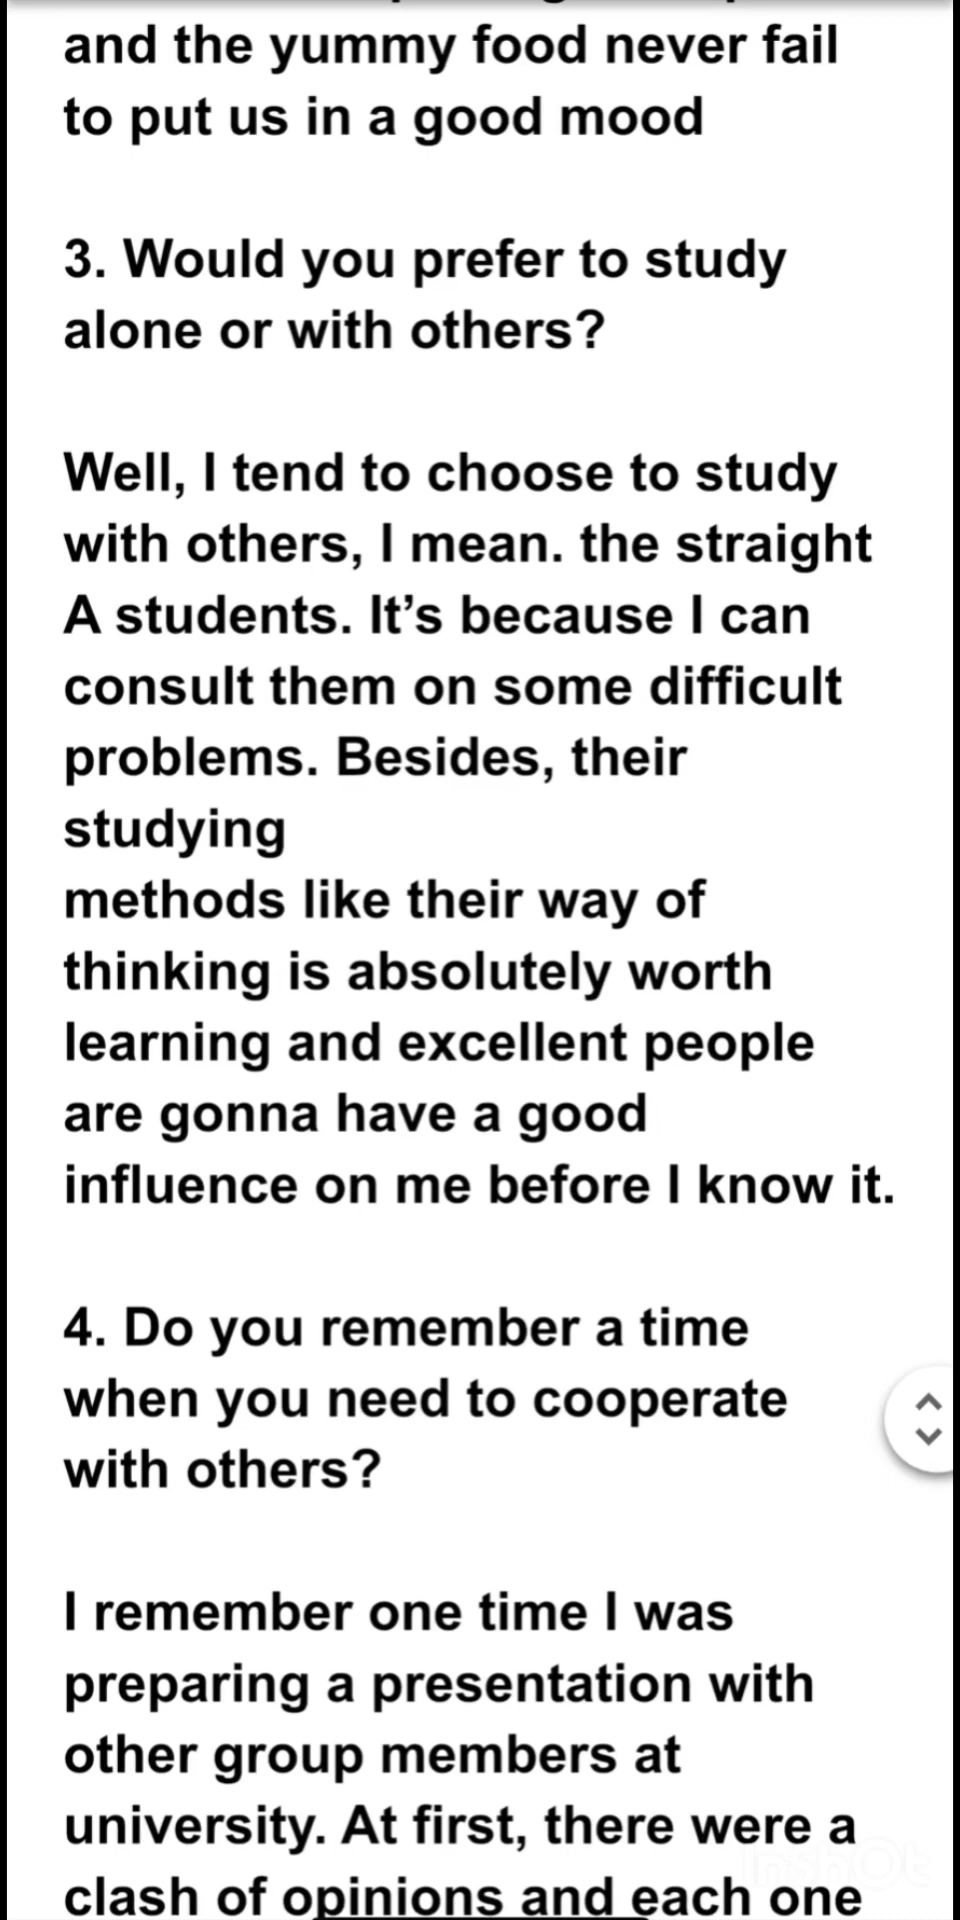 and the yummy food never fail
to put us in a good mood
3. Would you prefer to study
alone or with others?
Well, I tend to choose to study
with others, I mean. the straight
A students. It’s because I can
consult them on some difficult
problems. Besides, their
studying
methods like their way of
thinking is absolutely worth
learning and excellent people
are gonna have a good
influence on me before I know it.
4. Do you remember a time
when you need to cooperate
with others?
I remember one time I was
preparing a presentation with
other group members at
university. At first, there were a
clash of opinions and each one
InShOt